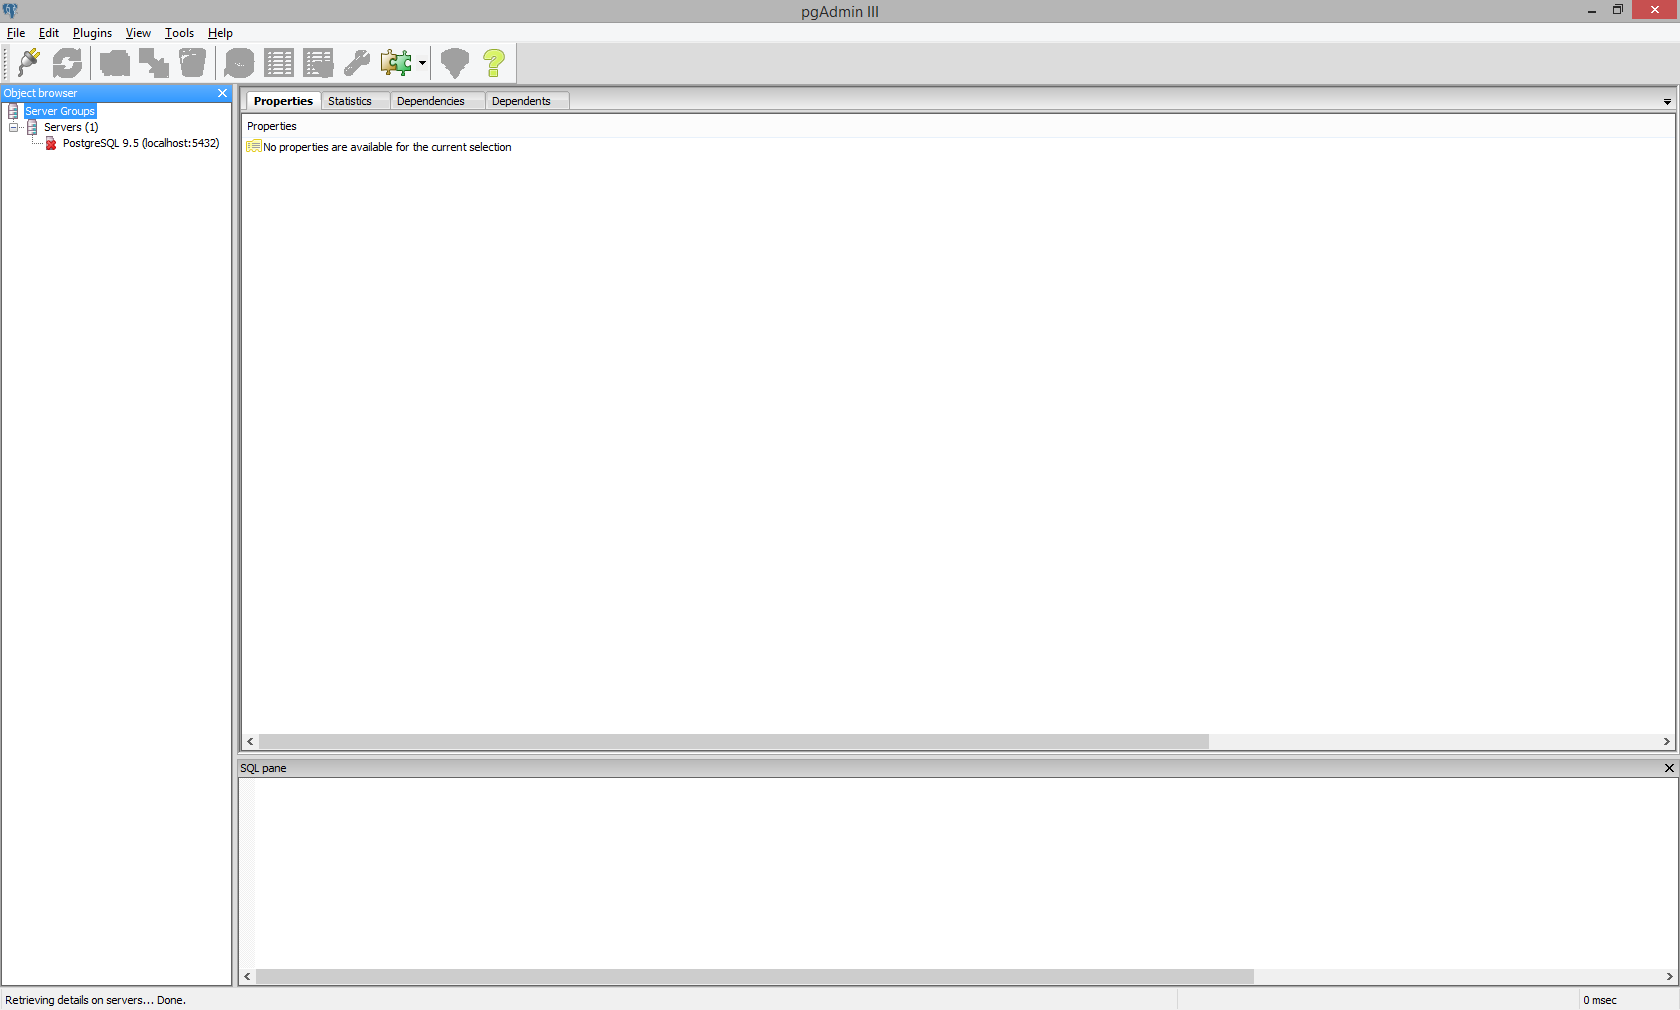 pgAdmin III
File Edit Plugins View Tools Help
Object browser
Server Groups
Servers (1)
PostgreSQL 9.5 (localhost:5432)
Properties Statistics Dependencies Dependents
Properties
No properties are available for the current selection
SQL pane
Retrieving details on servers... Done.
0 msec